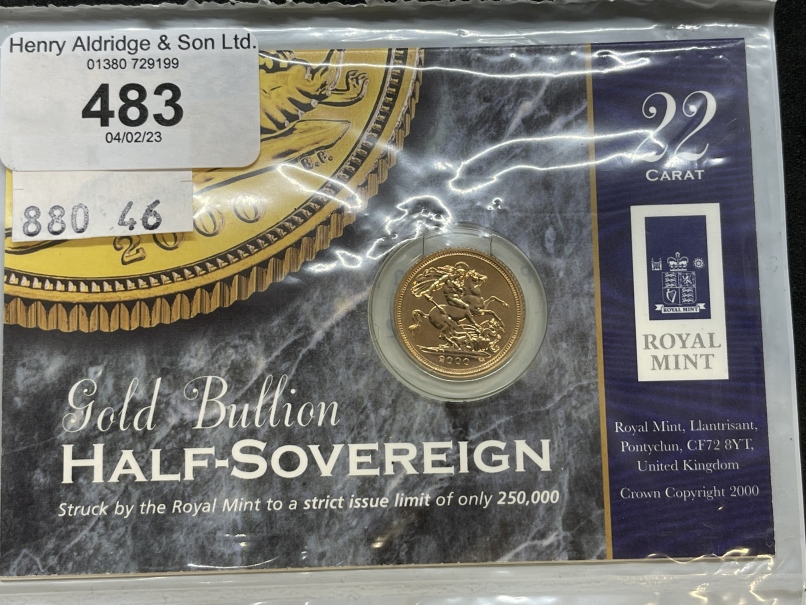 Henry Aldridge & Son Ltd.
01380 729199
483
04/02/23
880 46
2000
B.P.
22
CARAT
2000
ROYAL MINT
ROYAL
MINT
Gold Bullion
HALF-SOVEREIGN
Struck by the Royal Mint to a strict issue limit of only 250,000
Royal Mint, Llantrisant,
Pontyclun, CF72 8YT,
United Kingdom
Crown Copyright 2000